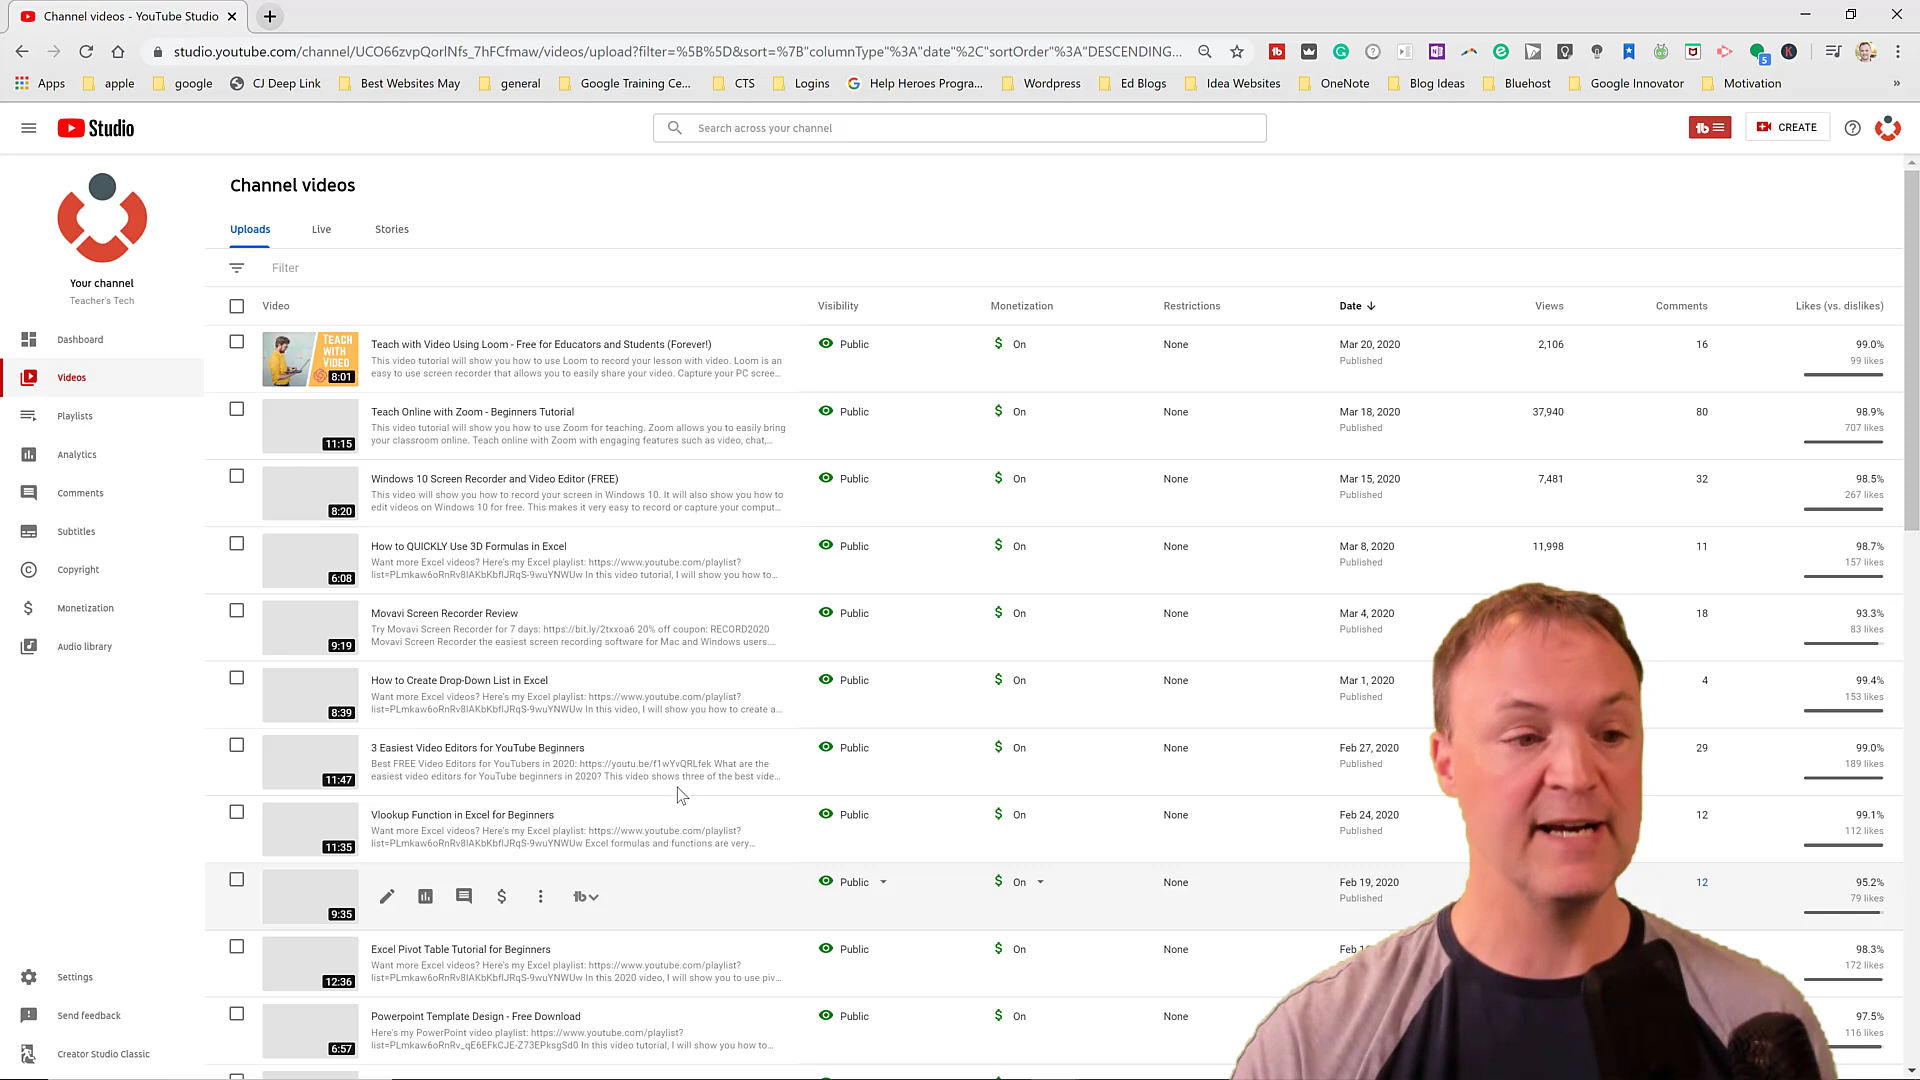 Channel videos - YouTube Studio
studio.youtube.com/channel/UCO66zvpQorlNfs_7hFCfmaw/videos/upload?filter=%5B%5D&sort=%7B"columnType"%3A"date"%2C"sortOrder"%3A"DESCENDING...
Apps apple google CJ Deep Link Best Websites May general Google Training Ce... CTS Logins Help Heroes Progra... Wordpress Ed Blogs Idea Websites OneNote Blog Ideas Bluehost Google Innovator Motivation »
Studio Search across your channel CREATE
Channel videos
Uploads Live Stories
Filter
Your channel
Teacher's Tech
Dashboard
Videos
Playlists
Analytics
Comments
Subtitles
Copyright
Monetization
Audio library
Settings
Send feedback
Creator Studio Classic
Video Visibility Monetization Restrictions Date Views Comments Likes (vs. dislikes)
TEACH
WITH
VIDEO
8:01
Teach with Video Using Loom - Free for Educators and Students (Forever!) Public On None Mar 20, 2020 2,106 16 99.0%
This video tutorial will show you how to use Loom to record your lesson with video. Loom is an Published 99 likes
easy to use screen recorder that allows you to easily share your video. Capture your PC scree...
Teach Online with Zoom - Beginners Tutorial Public On None Mar 18, 2020 37,940 80 98.9%
This video tutorial will show you how to use Zoom for teaching. Zoom allows you to easily bring Published 707 likes
11:15 your classroom online. Teach online with Zoom with engaging features such as video, chat,...
Windows 10 Screen Recorder and Video Editor (FREE) Public On None Mar 15, 2020 7,481 32 98.5%
This video will show you how to record your screen in Windows 10. It will also show you how to Published 267 likes
8:20 edit videos on Windows 10 for free. This makes it very easy to record or capture your comput...
How to QUICKLY Use 3D Formulas in Excel Public On None Mar 8, 2020 11,998 11 98.7%
Want more Excel videos? Here's my Excel playlist: https://www.youtube.com/playlist? Published 157 likes
6:08 list=PLmkaw6oRnRv8IAKbKbflJRqS-9wuYNWUw In this video tutorial, I will show you how to...
Movavi Screen Recorder Review Public On None Mar 4, 2020 18 93.3%
Try Movavi Screen Recorder for 7 days: https://bit.ly/2txxoa6 20% off coupon: RECORD2020 Published 83 likes
9:19 Movavi Screen Recorder the easiest screen recording software for Mac and Windows users....
How to Create Drop-Down List in Excel Public On None Mar 1, 2020 4 99.4%
Want more Excel videos? Here's my Excel playlist: https://www.youtube.com/playlist? Published 153 likes
8:39 list=PLmkaw6oRnRv8IAKbKbflJRqS-9wuYNWUw In this video, I will show you how to create a...
3 Easiest Video Editors for YouTube Beginners Public On None Feb 27, 2020 29 99.0%
Best FREE Video Editors for YouTubers in 2020: https://youtu.be/f1wYvQRLfek What are the Published 189 likes
11:47 easiest video editors for YouTube beginners in 2020? This video shows three of the best vide...
Vlookup Function in Excel for Beginners Public On None Feb 24, 2020 12 99.1%
Want more Excel videos? Here's my Excel playlist: https://www.youtube.com/playlist? Published 112 likes
11:35 list=PLmkaw6oRnRv8IAKbKbflJRqS-9wuYNWUw Excel formulas and functions are very...
Public On None Feb 19, 2020 12 95.2%
Published 79 likes
9:35
Excel Pivot Table Tutorial for Beginners Public On None 98.3%
Want more Excel videos? Here's my Excel playlist: https://www.youtube.com/playlist? 172 likes
12:36 list=PLmkaw6oRnRv8IAKbKbflJRqS-9wuYNWUw In this 2020 video, I will show you to use piv...
Powerpoint Template Design - Free Download Public On None 97.5%
Here's my PowerPoint video playlist: https://www.youtube.com/playlist? 116 likes
6:57 list=PLmkaw6oRnRv_qE6EFkCJE-Z73EPksgSd0 In this video tutorial, I will show you how to...